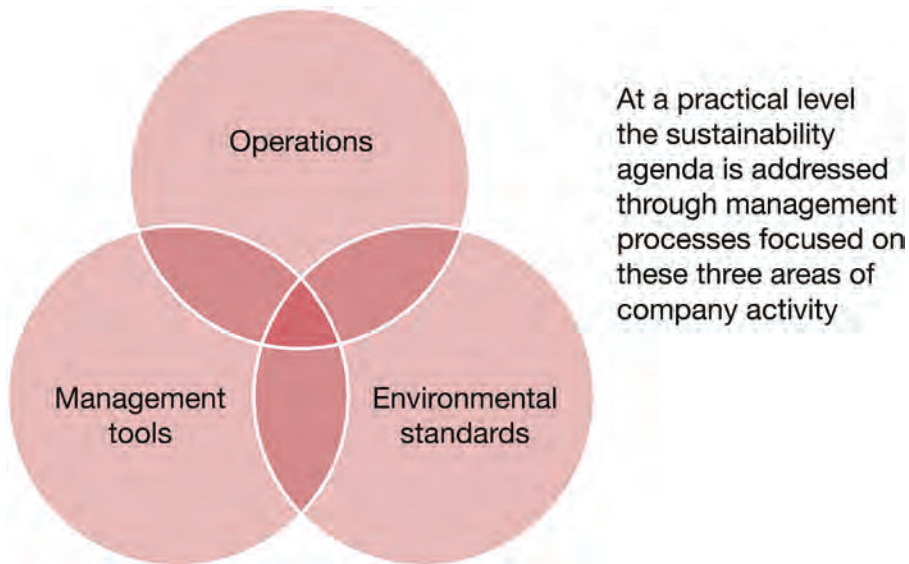 Operations
Management
tools
Environmental
standards
At a practical level
the sustainability
agenda is addressed
through management
processes focused on
these three areas of
company activity